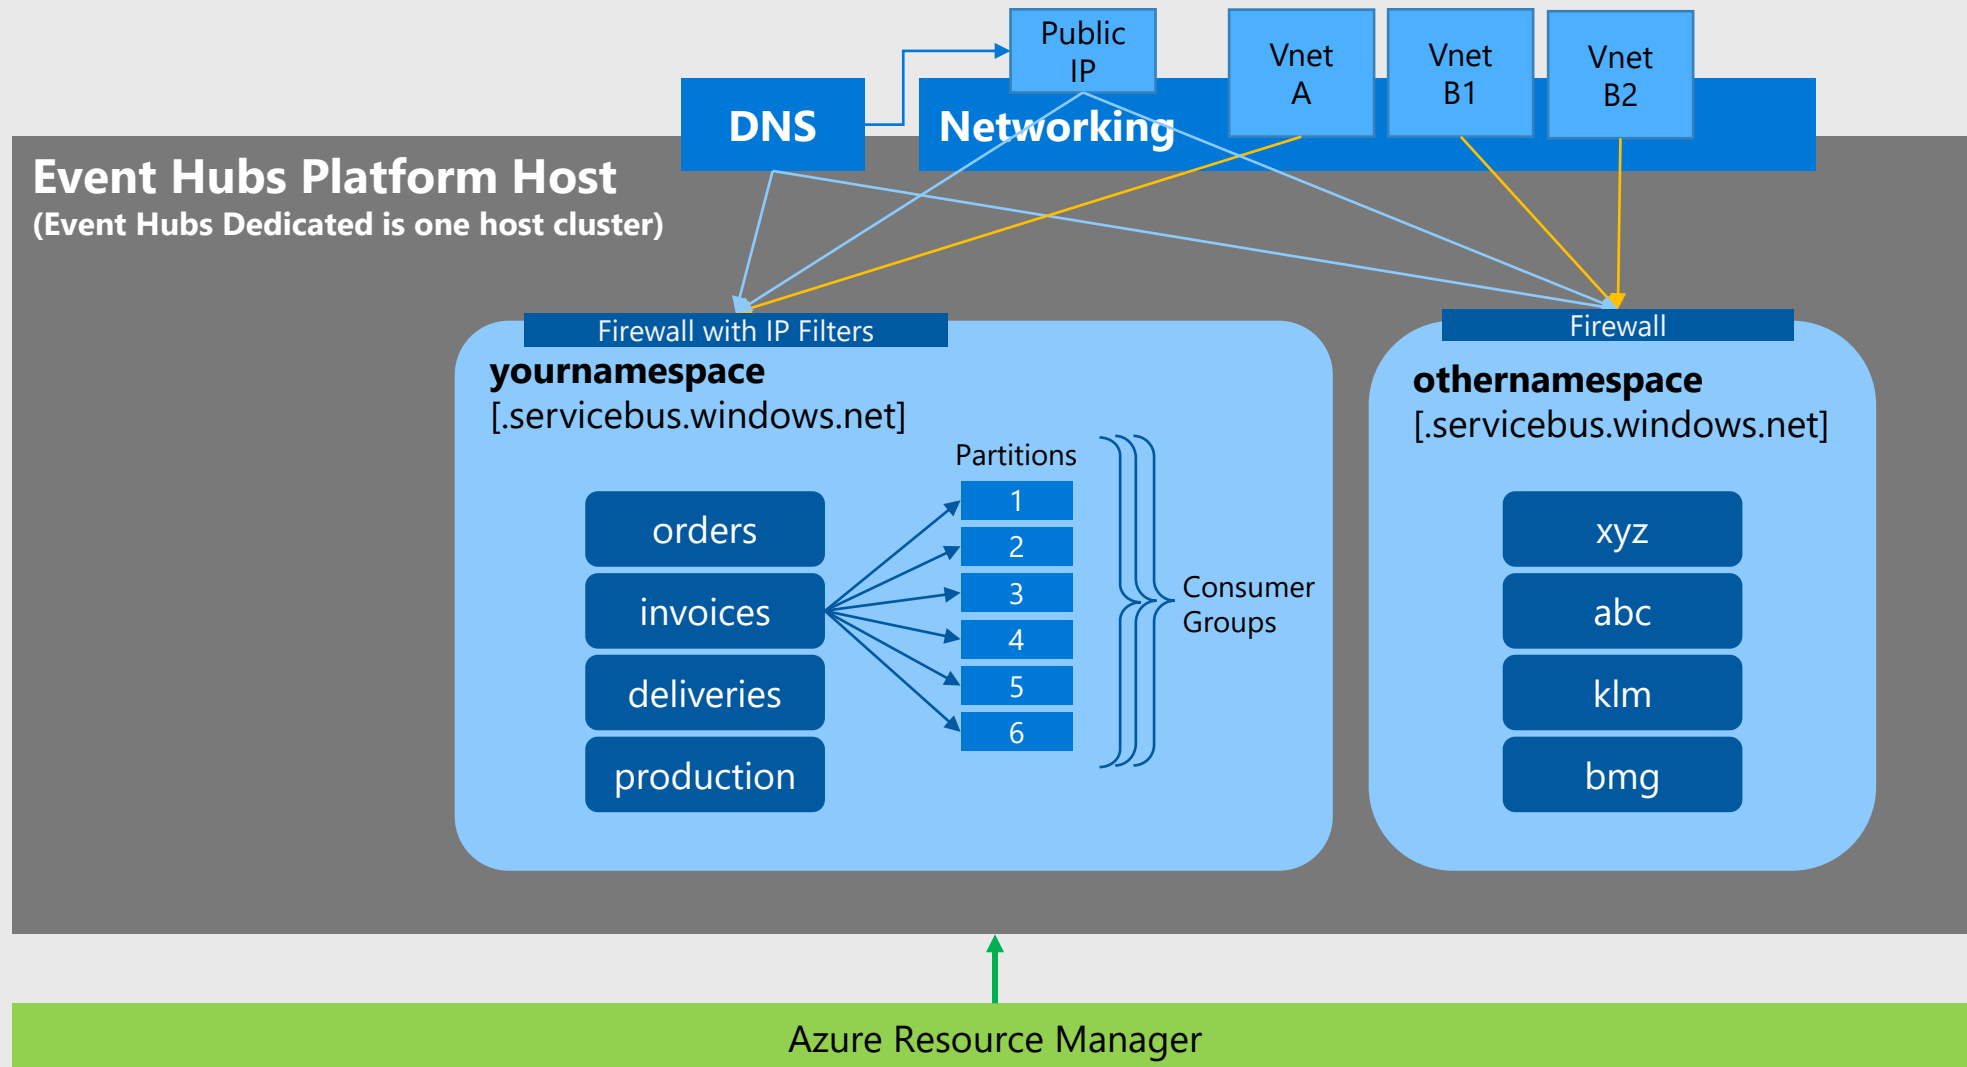 Public
IP
Vnet
A
Vnet
B1
Vnet
B2
DNS
Networking
Event Hubs Platform Host
(Event Hubs Dedicated is one host cluster)
Firewall with IP Filters
yournamespace
[.servicebus.windows.net]
orders
invoices
deliveries
production
Partitions
1
2
3
4
5
6
Consumer
Groups
Firewall
othernamespace
[.servicebus.windows.net]
xyz
abc
klm
bmg
Azure Resource Manager